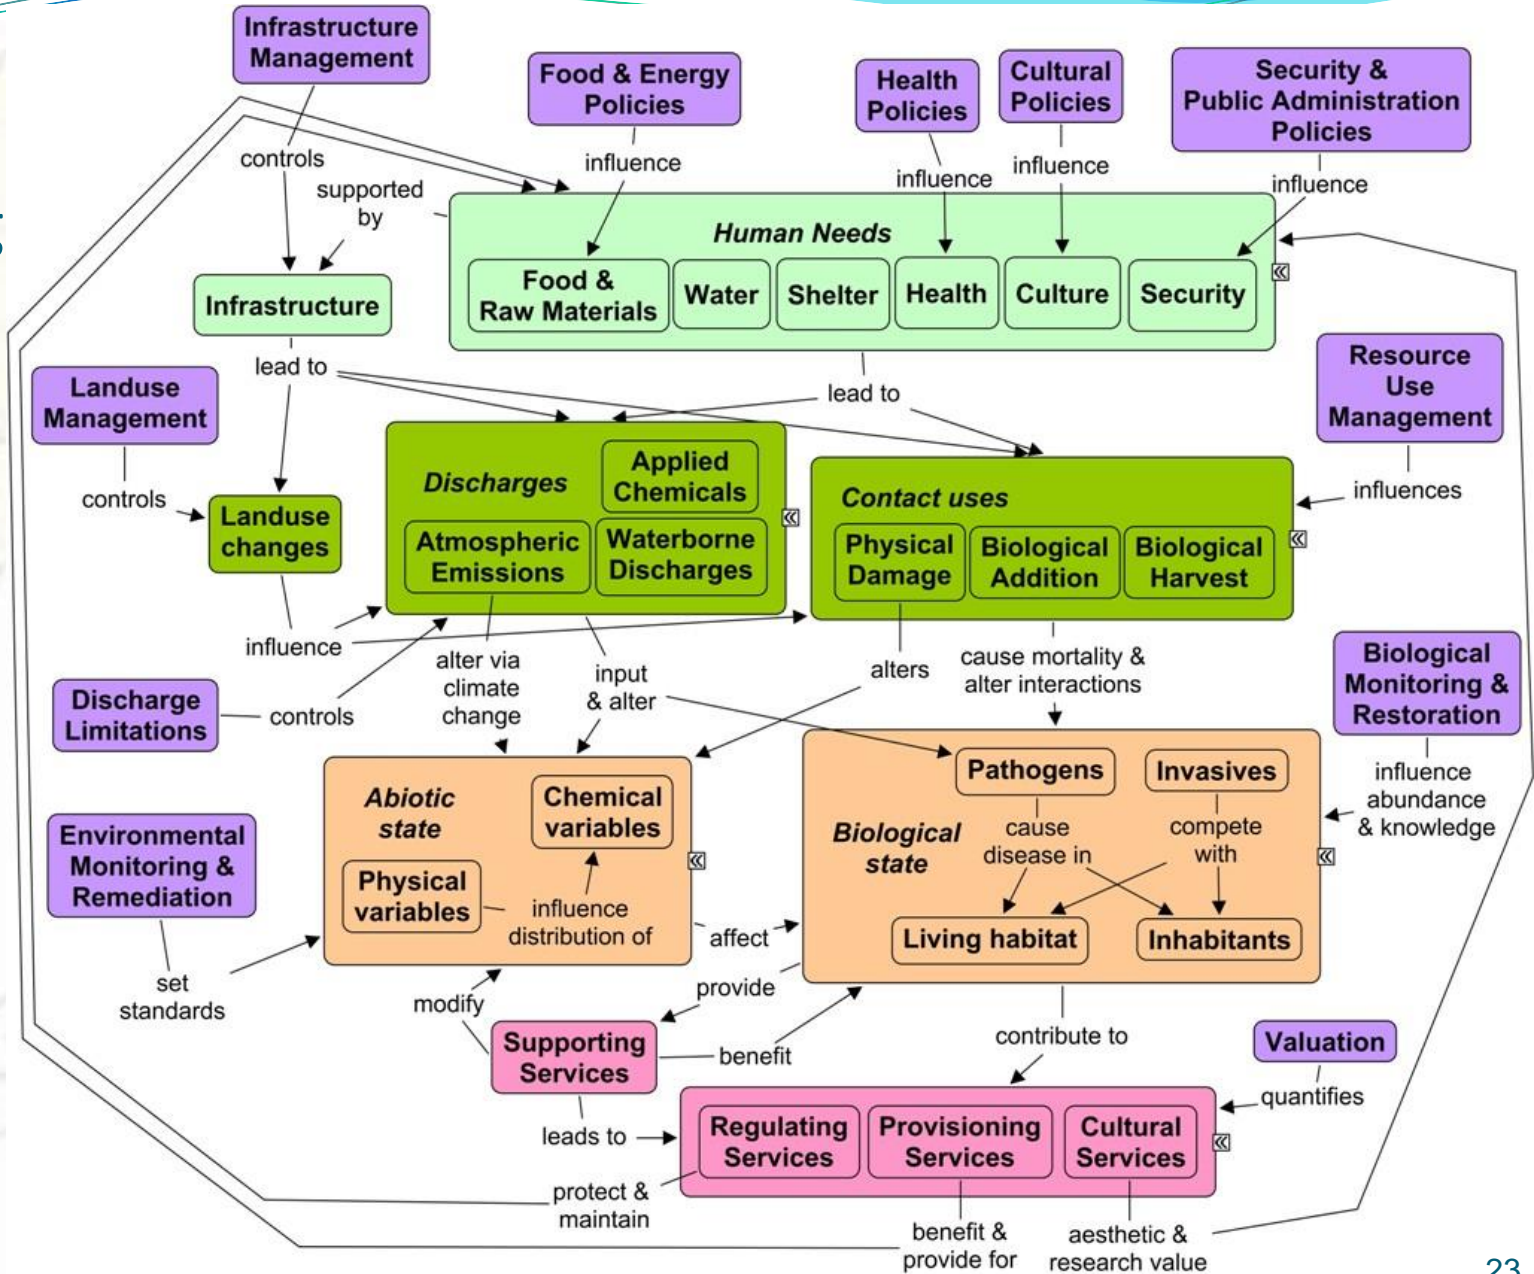 Infrastructure
Management
Food & Energy
Policies
Health
Policies
Cultural
Policies
Security &
Public Administration
Policies
controls
supported
by
influence
influence
influence
influence
Human Needs
Food &
Raw Materials
Water
Shelter
Health
Culture
Security
Infrastructure
lead to
lead to
Landuse
Management
Resource
Use
Management
controls
influences
Landuse
changes
Discharges
Applied
Chemicals
Atmospheric
Emissions
Waterborne
Discharges
Contact uses
Physical
Damage
Biological
Addition
Biological
Harvest
influence
alter via
climate
change
input
& alter
alters
cause mortality &
alter interactions
Discharge
Limitations
controls
Biological
Monitoring &
Restoration
influence
abundance
& knowledge
Abiotic
state
Chemical
variables
Physical
variables
influence
distribution of
Biological
state
Pathogens
Invasives
cause
disease in
compete
with
Living habitat
Inhabitants
Environmental
Monitoring &
Remediation
set
standards
affect
provide
modify
Supporting
Services
benefit
contribute to
Valuation
quantifies
leads to
Regulating
Services
Provisioning
Services
Cultural
Services
protect &
maintain
benefit &
provide for
aesthetic &
research value
23